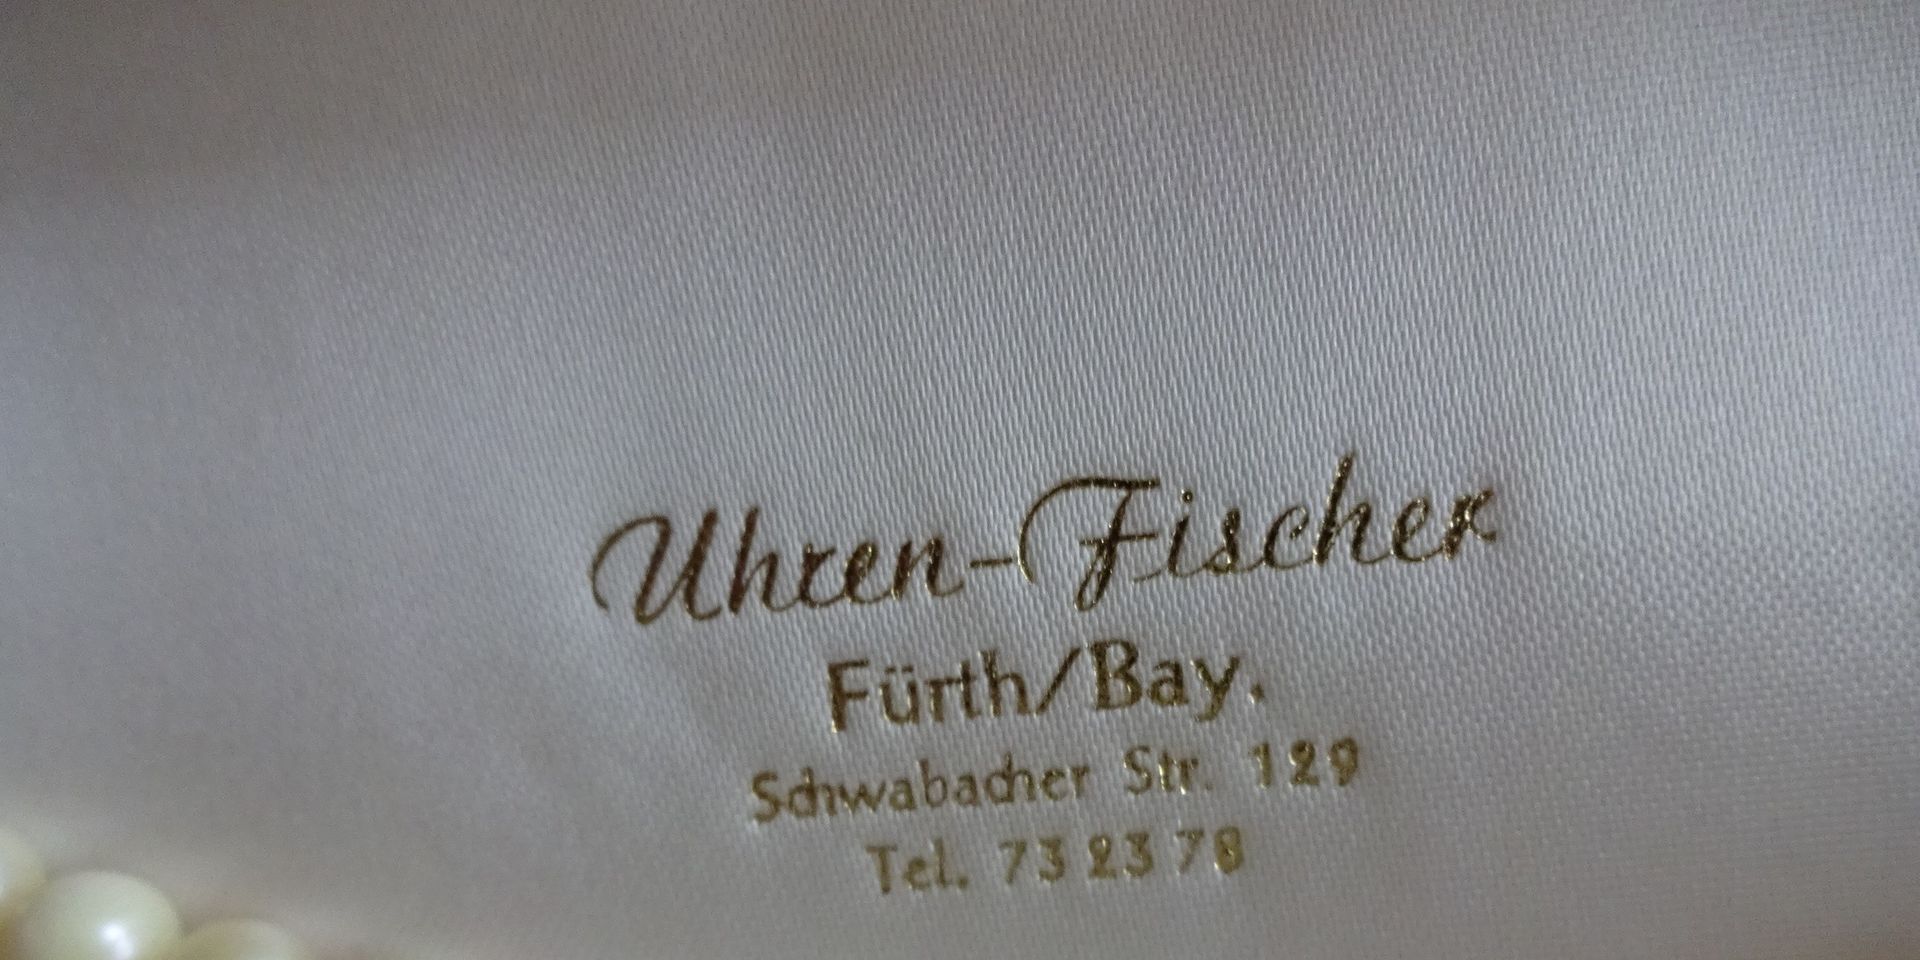 Uhren-Fischer
Fürth/Bay.
Schwabacher Str. 129
Tel. 73 23 78